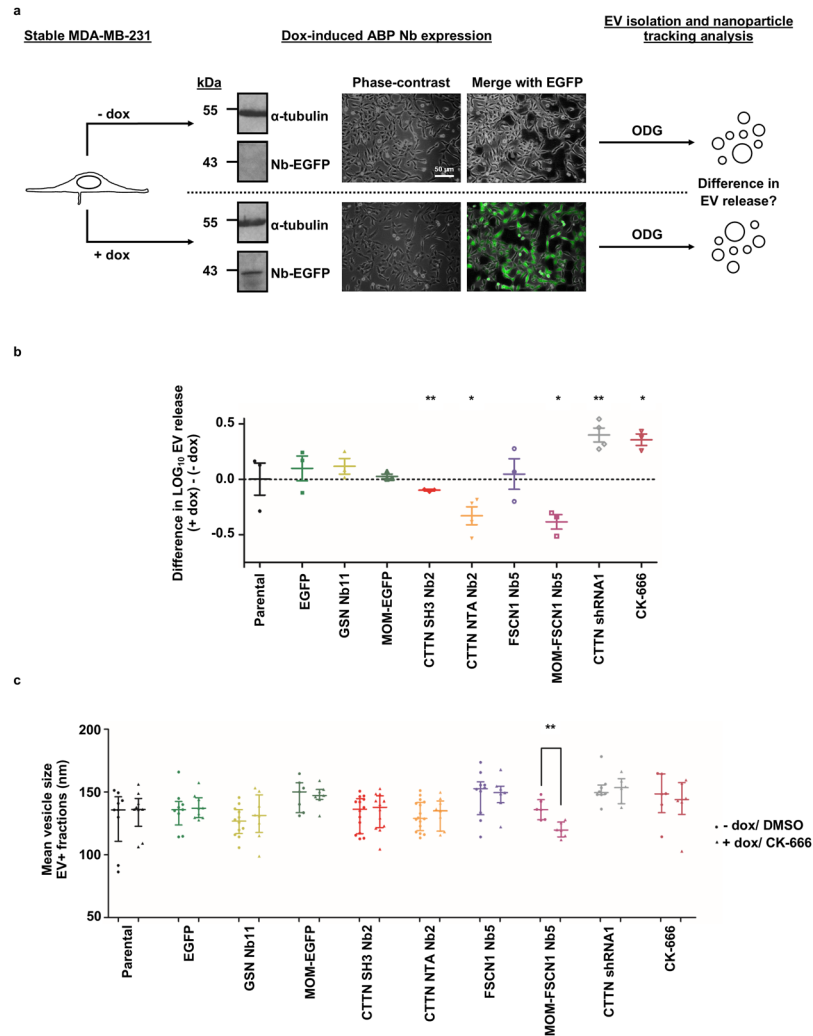 a
Stable MDA-MB-231
Dox-induced ABP Nb expression
EV isolation and nanoparticle
tracking analysis
kDa
Phase-contrast
Merge with EGFP
- dox
55
α-tubulin
43
Nb-EGFP
50 µm
ODG
Difference in
EV release?
+ dox
55
α-tubulin
43
Nb-EGFP
ODG
b
Difference in LOG10 EV release
(+ dox) - (- dox)
0.5
0.0
-0.5
**
*
*
**
*
Parental
EGFP
GSN Nb11
MOM-EGFP
CTTN SH3 Nb2
CTTN NTA Nb2
FSCN1 Nb5
MOM-FSCN1 Nb5
CTTN shRNA1
CK-666
c
Mean vesicle size
EV+ fractions (nm)
200
150
100
50
**
- dox/ DMSO
+ dox/ CK-666
Parental
EGFP
GSN Nb11
MOM-EGFP
CTTN SH3 Nb2
CTTN NTA Nb2
FSCN1 Nb5
MOM-FSCN1 Nb5
CTTN shRNA1
CK-666